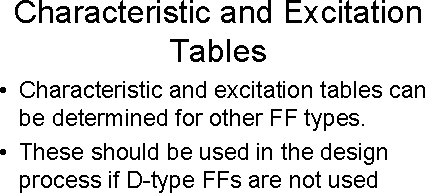 Characteristic and Excitation
Tables
• Characteristic and excitation tables can
be determined for other FF types.
• These should be used in the design
process if D-type FFs are not used